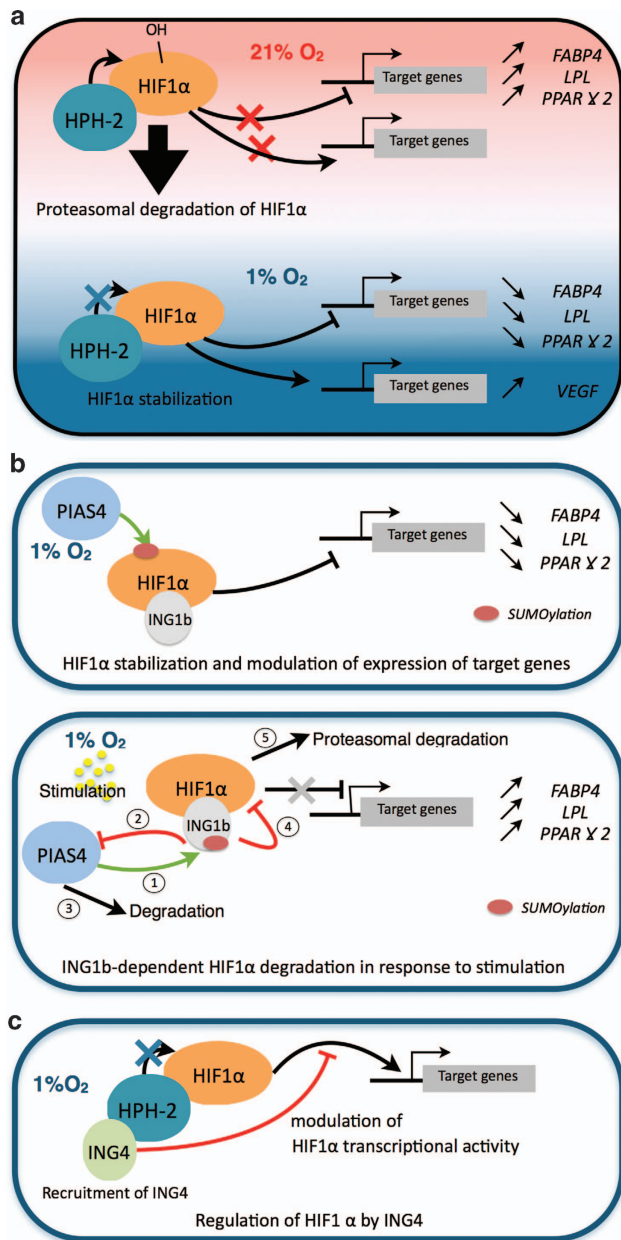 a
OH
HIF1α
HPH-2
21% O2
Target genes
FABP4
LPL
PPAR ɣ 2
Target genes
Proteasomal degradation of HIF1α
1% O2
HIF1α
HPH-2
HIF1α stabilization
Target genes
FABP4
LPL
PPAR ɣ 2
Target genes
VEGF
b
PIAS4
1% O2
HIF1α
ING1b
Target genes
FABP4
LPL
PPAR ɣ 2
SUMOylation
HIF1α stabilization and modulation of expression of target genes
1% O2
Stimulation
5
Proteasomal degradation
HIF1α
ING1b
2
4
PIAS4
1
3
Degradation
Target genes
FABP4
LPL
PPAR ɣ 2
SUMOylation
ING1b-dependent HIF1α degradation in response to stimulation
c
1%O2
HIF1α
HPH-2
ING4
Target genes
modulation of
HIF1α transcriptional activity
Recruitment of ING4
Regulation of HIF1 α by ING4